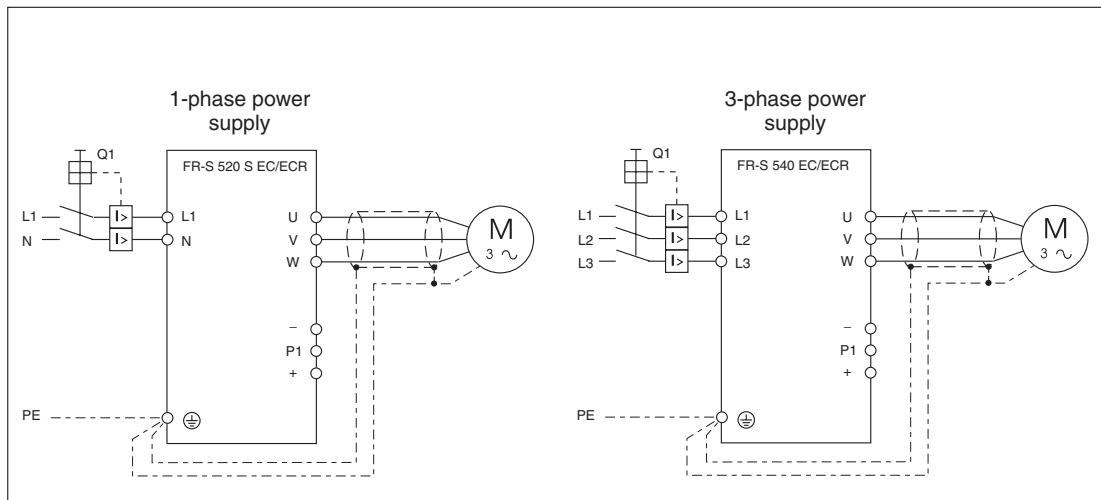 1-phase power
supply
Q1
FR-S 520 S EC/ECR
L1
I>
L1
U
N
I>
N
V
W
M
3 ~
–
P1
+
PE
3-phase power
supply
Q1
FR-S 540 EC/ECR
L1
I>
L1
U
L2
I>
L2
V
L3
I>
L3
W
M
3 ~
–
P1
+
PE